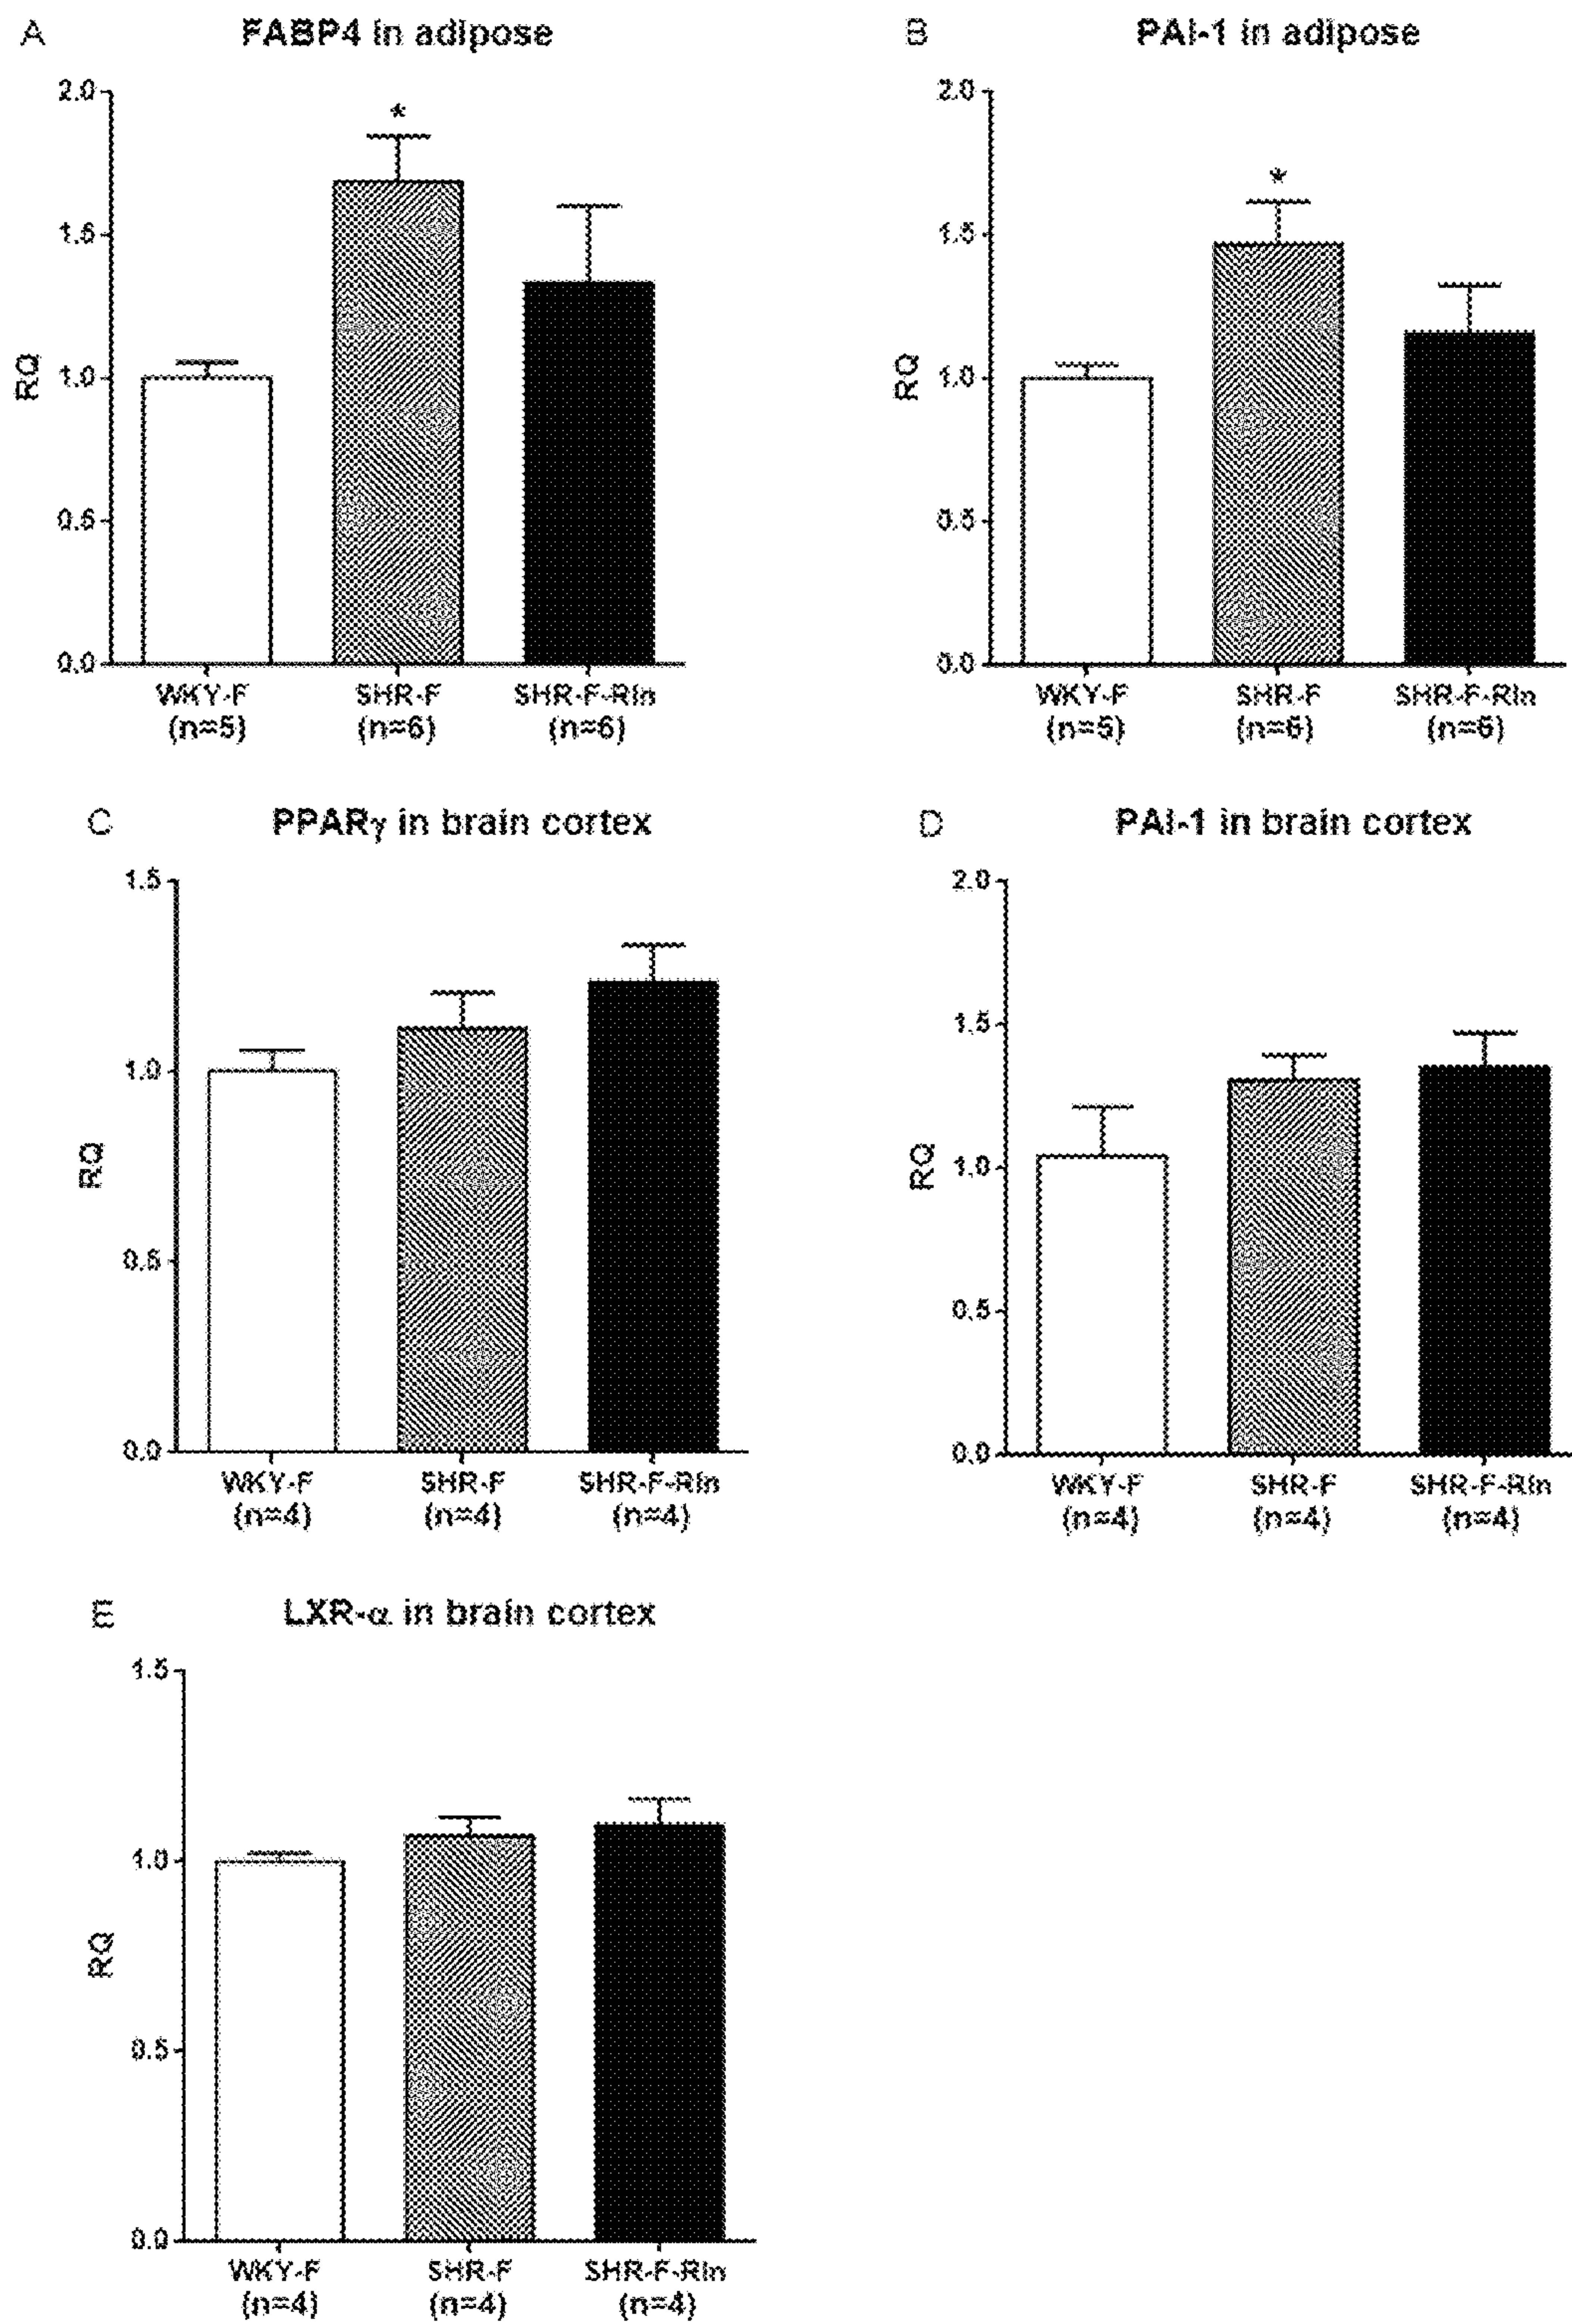 A FABP4 in adipose
2.0
1.5
1.0
0.5
0.0
RQ
*
WKY-F SHR-F SHR-F-Rln
(n=5) (n=6) (n=6)
B PAI-1 in adipose
2.0
1.5
1.0
0.5
0.0
RQ
*
WKY-F SHR-F SHR-F-Rln
(n=5) (n=6) (n=6)
C PPARγ in brain cortex
1.5
1.0
0.5
0.0
RQ
WKY-F SHR-F SHR-F-Rln
(n=4) (n=4) (n=4)
D PAI-1 in brain cortex
2.0
1.5
1.0
0.5
0.0
RQ
WKY-F SHR-F SHR-F-Rln
(n=4) (n=4) (n=4)
E LXR-α in brain cortex
1.5
1.0
0.5
0.0
RQ
WKY-F SHR-F SHR-F-Rln
(n=4) (n=4) (n=4)